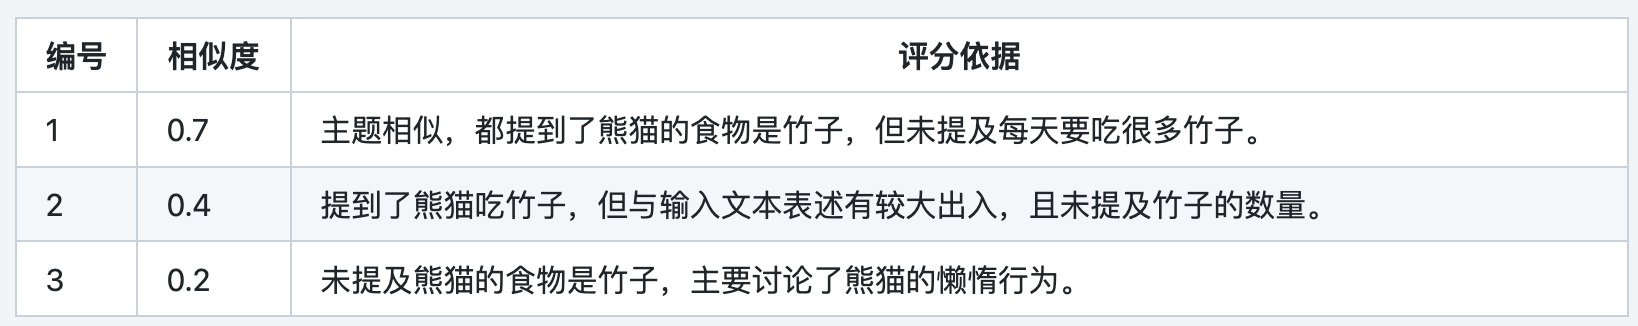 编号 相似度 评分依据
1 0.7 主题相似，都提到了熊猫的食物是竹子，但未提及每天要吃很多竹子。
2 0.4 提到了熊猫吃竹子，但与输入文本表述有较大出入，且未提及竹子的数量。
3 0.2 未提及熊猫的食物是竹子，主要讨论了熊猫的懒惰行为。